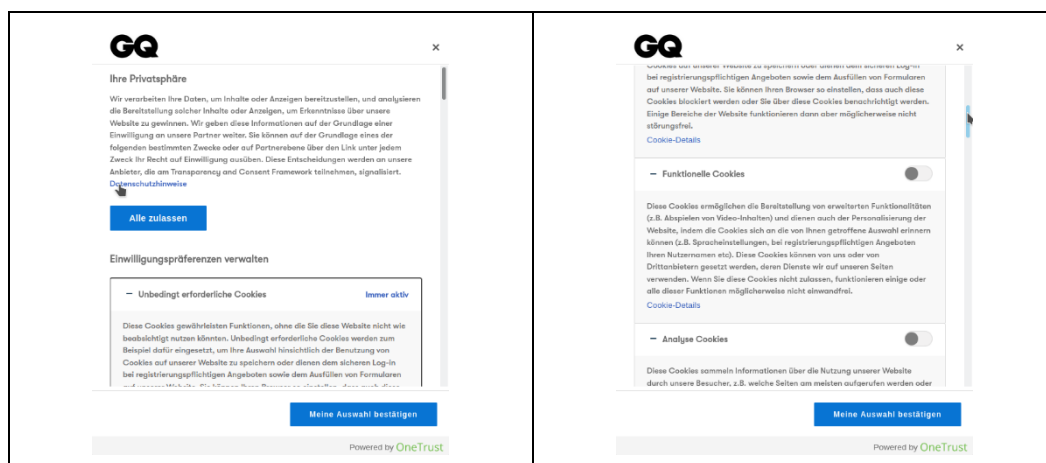 GQ
×
Ihre Privatsphäre
Wir verarbeiten Ihre Daten, um Inhalte oder Anzeigen bereitzustellen, und analysieren
die Bereitstellung solcher Inhalte oder Anzeigen, um Erkenntnisse über unsere
Website zu gewinnen. Wir geben diese Informationen auf der Grundlage einer
Einwilligung an unsere Partner weiter. Sie können auf der Grundlage eines der
folgenden bestimmten Zwecke oder auf Partnerebene über den Link unter jedem
Zweck Ihr Recht auf Einwilligung ausüben. Diese Entscheidungen werden an unsere
Anbieter, die am Transparency and Consent Framework teilnehmen, signalisiert.
Datenschutzhinweise
Alle zulassen
Einwilligungspräferenzen verwalten
– Unbedingt erforderliche Cookies Immer aktiv
Diese Cookies gewährleisten Funktionen, ohne die Sie diese Website nicht wie
beabsichtigt nutzen könnten. Unbedingt erforderliche Cookies werden zum
Beispiel dafür eingesetzt, um Ihre Auswahl hinsichtlich der Benutzung von
Cookies auf unserer Website zu speichern oder dienen dem sicheren Log-in
bei registrierungspflichtigen Angeboten sowie dem Ausfüllen von Formularen
auf unserer Website. Sie können Ihren Browser so einstellen, dass auch diese
Meine Auswahl bestätigen
Powered by OneTrust
GQ
×
Cookies auf unserer Website zu speichern oder dienen dem sicheren Log-in
bei registrierungspflichtigen Angeboten sowie dem Ausfüllen von Formularen
auf unserer Website. Sie können Ihren Browser so einstellen, dass auch diese
Cookies blockiert werden oder Sie über diese Cookies benachrichtigt werden.
Einige Bereiche der Website funktionieren dann aber möglicherweise nicht
störungsfrei.
Cookie-Details
– Funktionelle Cookies
Diese Cookies ermöglichen die Bereitstellung von erweiterten Funktionalitäten
(z.B. Abspielen von Video-Inhalten) und dienen auch der Personalisierung der
Website, indem die Cookies sich an die von Ihnen getroffene Auswahl erinnern
können (z.B. Spracheinstellungen, bei registrierungspflichtigen Angeboten
Ihren Nutzernamen etc). Diese Cookies können von uns oder von
Drittanbietern gesetzt werden, deren Dienste wir auf unseren Seiten
verwenden. Wenn Sie diese Cookies nicht zulassen, funktionieren einige oder
alle dieser Funktionen möglicherweise nicht einwandfrei.
Cookie-Details
– Analyse Cookies
Diese Cookies sammeln Informationen über die Nutzung unserer Website
durch unsere Besucher, z.B. welche Seiten am meisten aufgerufen werden oder
Meine Auswahl bestätigen
Powered by OneTrust